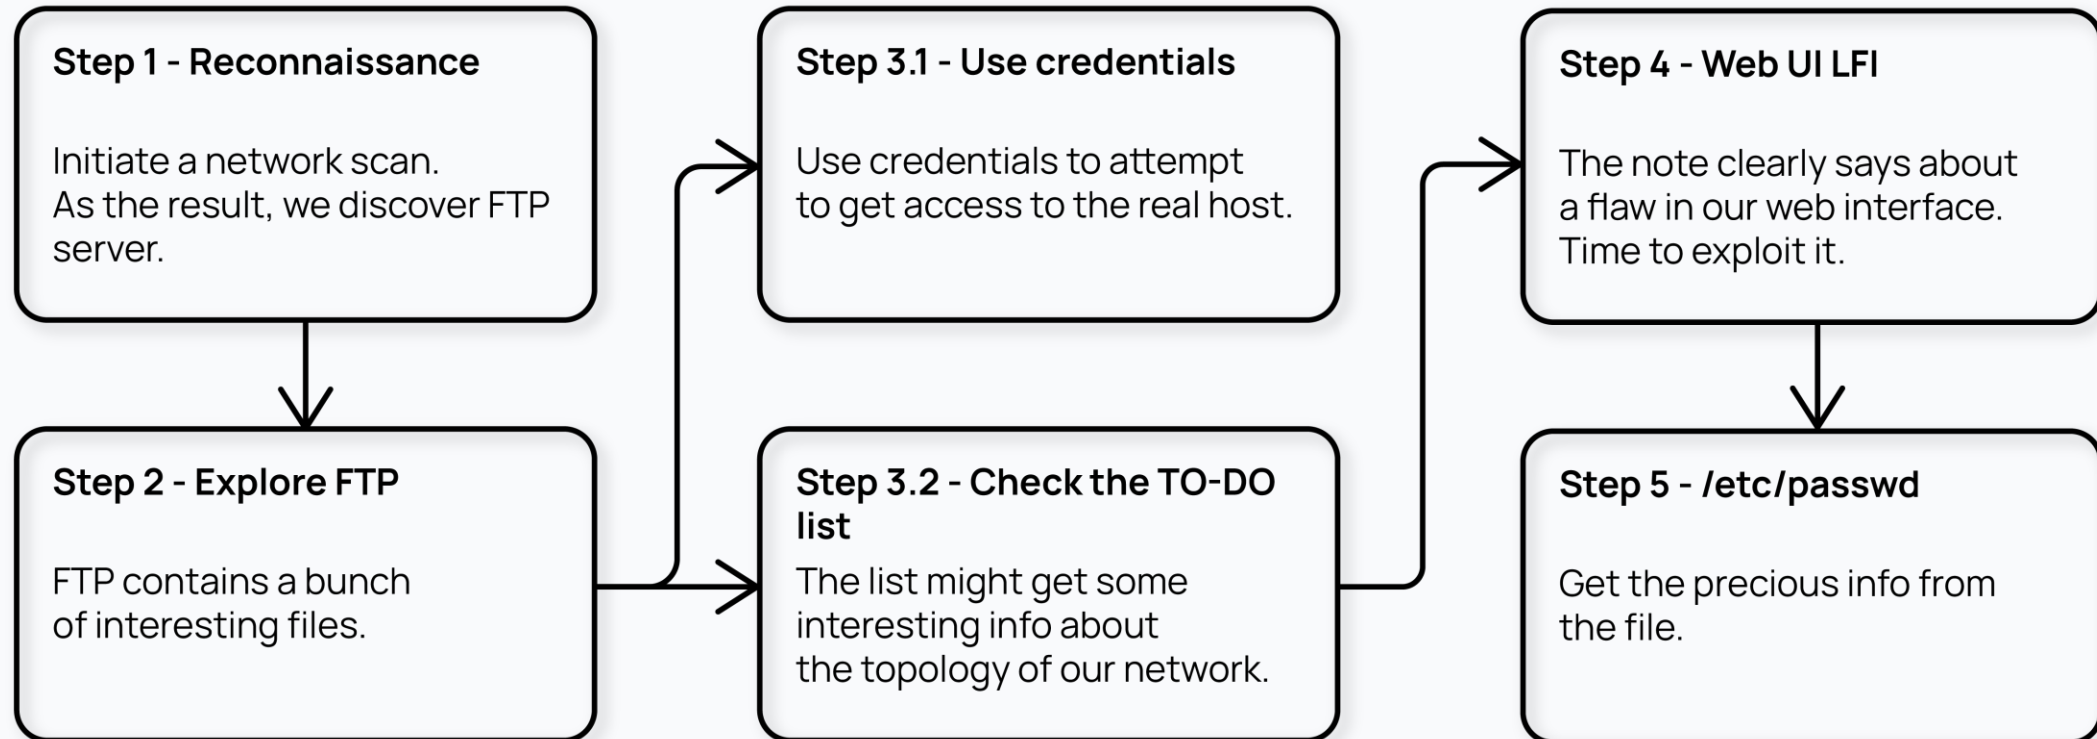 Step 1 - Reconnaissance
Initiate a network scan.
As the result, we discover FTP
server.
Step 2 - Explore FTP
FTP contains a bunch
of interesting files.
Step 3.1 - Use credentials
Use credentials to attempt
to get access to the real host.
Step 3.2 - Check the TO-DO
list
The list might get some
interesting info about
the topology of our network.
Step 4 - Web UI LFI
The note clearly says about
a flaw in our web interface.
Time to exploit it.
Step 5 - /etc/passwd
Get the precious info from
the file.